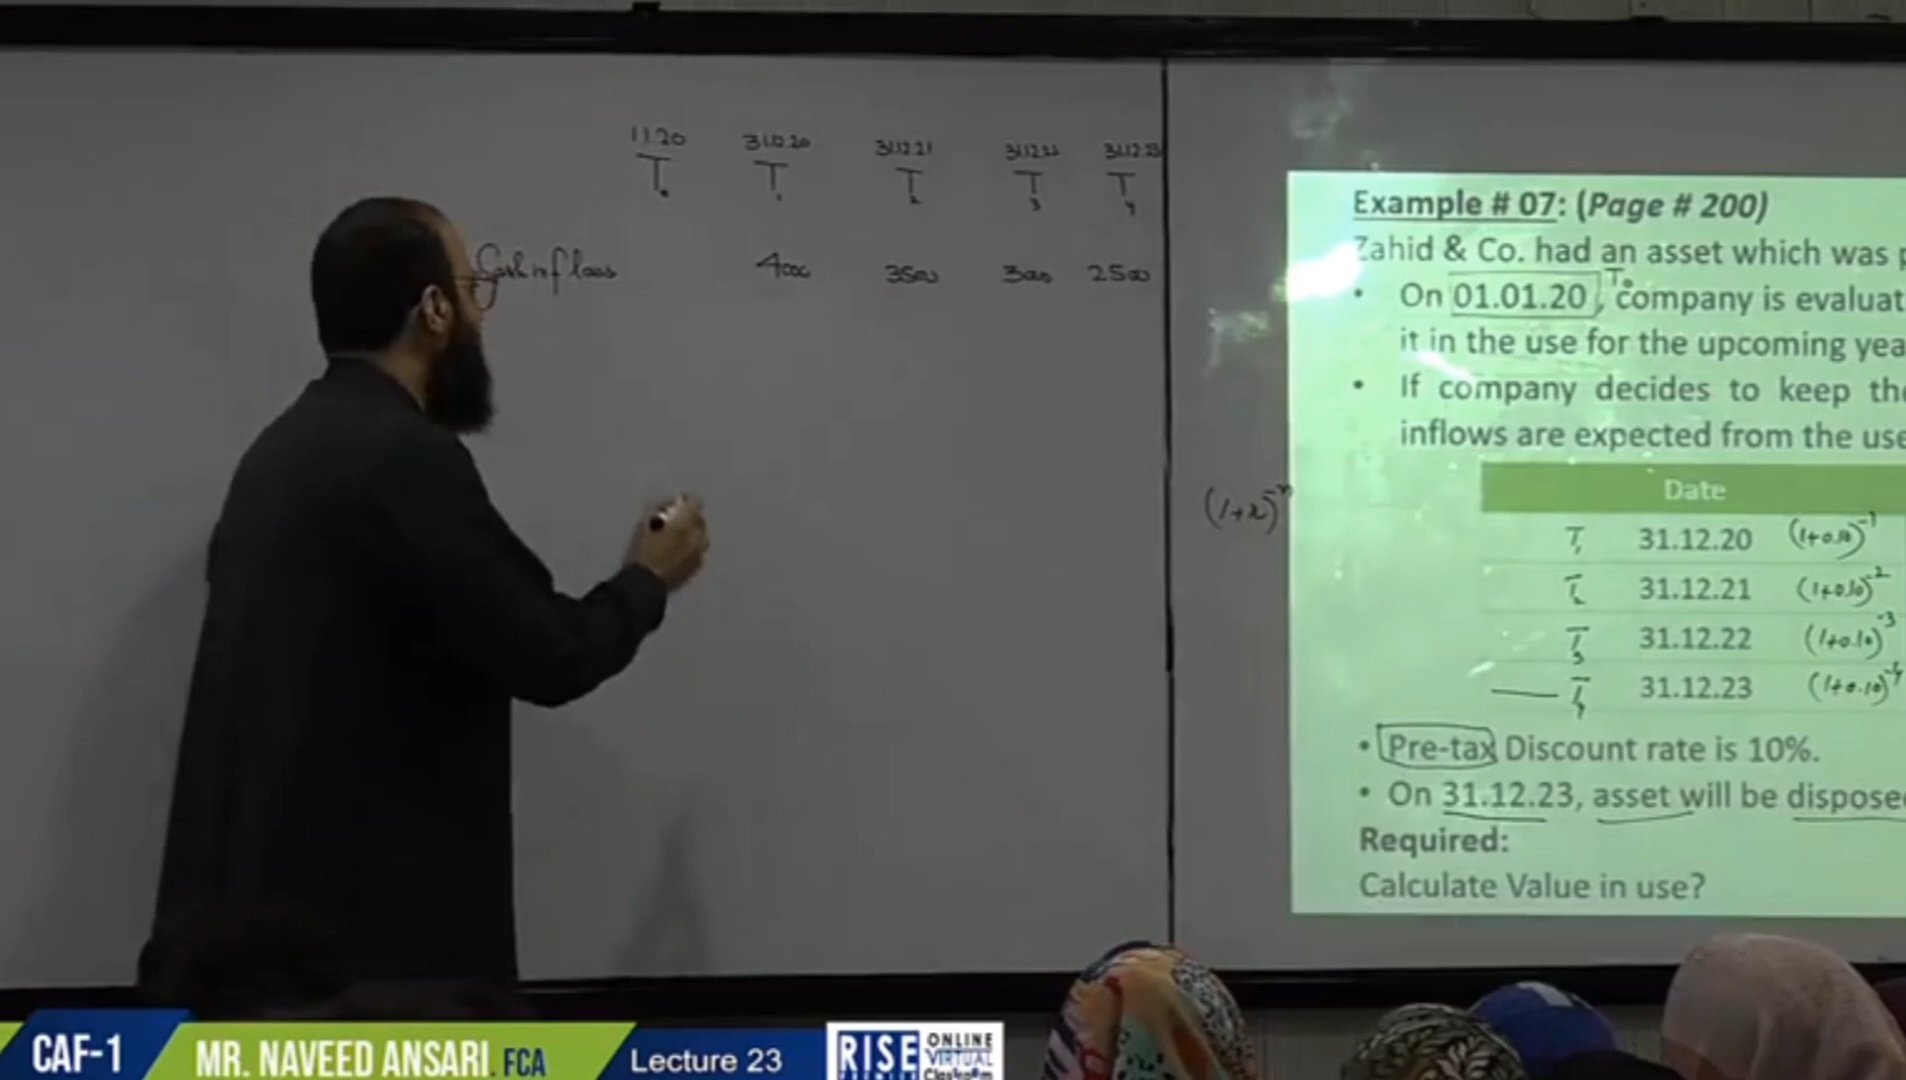 11.20 31.12.20 31.12.21 31.12.22 31.12.23
T0 T1 T2 T3 T4
Cash inflows 4000 3500 3000 2500
Example # 07: (Page # 200)
Zahid & Co. had an asset which was p
T0
• On 01.01.20, company is evaluat
it in the use for the upcoming yea
• If company decides to keep the
inflows are expected from the use
Date
(1+r)^-n
T1 31.12.20 (1+0.10)^-1
T2 31.12.21 (1+0.10)^-2
T3 31.12.22 (1+0.10)^-3
T4 31.12.23 (1+0.10)^-4
• Pre-tax Discount rate is 10%.
• On 31.12.23, asset will be dispose
Required:
Calculate Value in use?
CAF-1
MR. NAVEED ANSARI. FCA
Lecture 23
RISE
PREMIER
ONLINE
VIRTUAL
Classroom